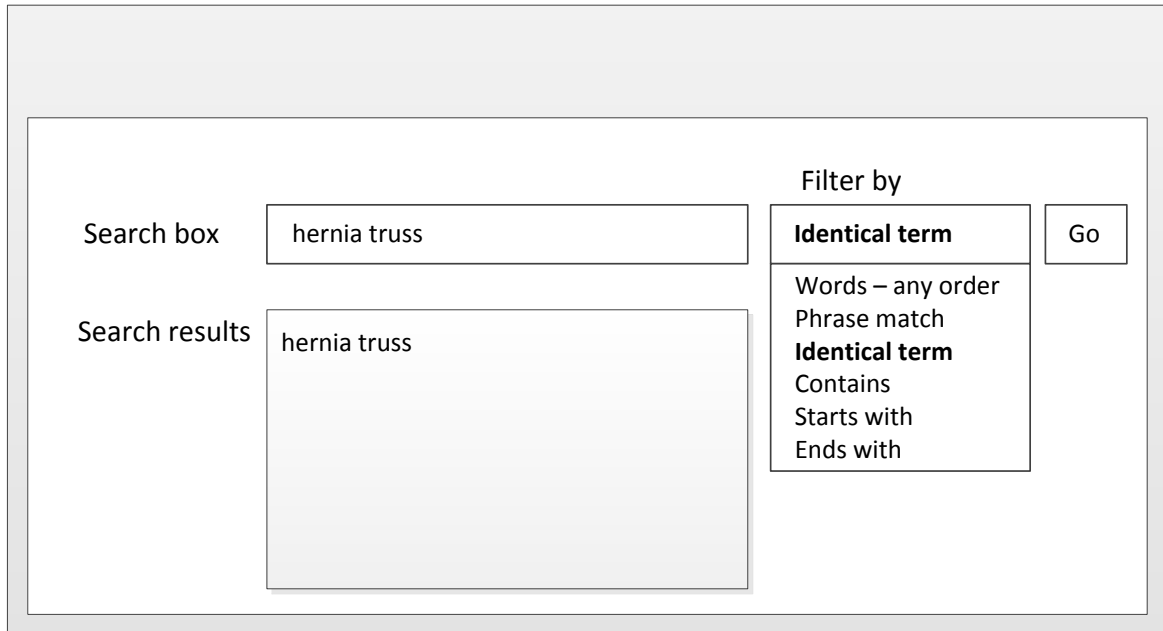 Filter by
Search box
hernia truss
Identical term
Go
Words – any order
Phrase match
Identical term
Contains
Starts with
Ends with
Search results
hernia truss